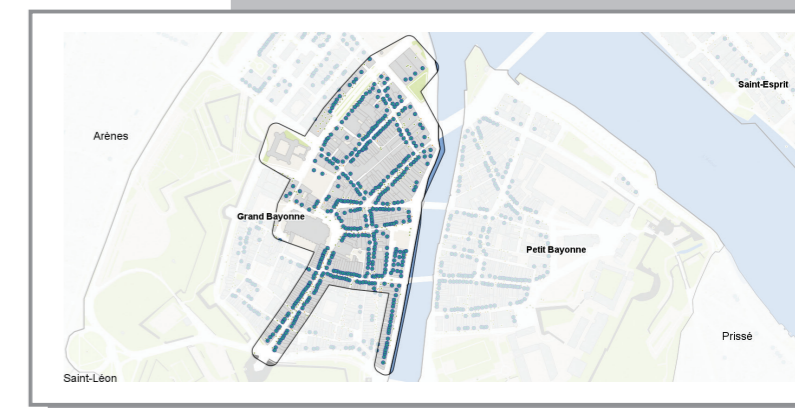 Saint-Esprit
Arènes
Grand Bayonne
Petit Bayonne
Prissé
Saint-Léon